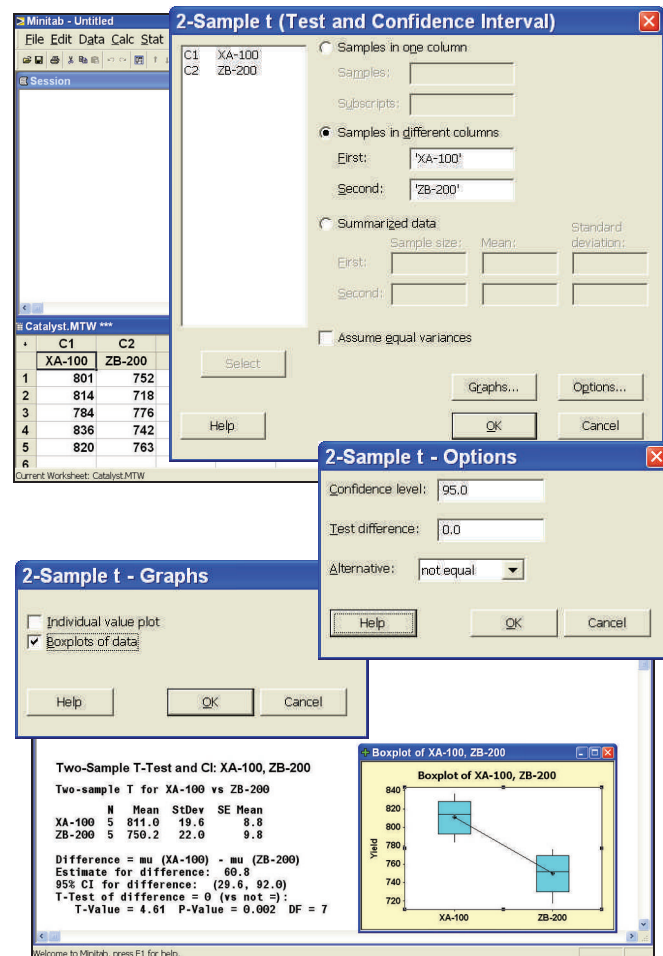 Minitab - Untitled
File Edit Data Calc Stat
Session
2-Sample t (Test and Confidence Interval)
C1 XA-100
C2 ZB-200
Samples in one column
Samples:
Subscripts:
Samples in different columns
First: 'XA-100'
Second: 'ZB-200'
Summarized data
Sample size: Mean: Standard deviation:
First:
Second:
Assume equal variances
Select
Graphs... Options...
Help OK Cancel
Catalyst.MTW ***
C1 C2
XA-100 ZB-200
1 801 752
2 814 718
3 784 776
4 836 742
5 820 763
6
Current Worksheet: Catalyst.MTW
2-Sample t - Options
Confidence level: 95.0
Test difference: 0.0
Alternative: not equal
Help OK Cancel
2-Sample t - Graphs
Individual value plot
Boxplots of data
Help OK Cancel
Two-Sample T-Test and CI: XA-100, ZB-200
Two-sample T for XA-100 vs ZB-200
N Mean StDev SE Mean
XA-100 5 811.0 19.6 8.8
ZB-200 5 750.2 22.0 9.8
Difference = mu (XA-100) - mu (ZB-200)
Estimate for difference: 60.8
95% CI for difference: (29.6, 92.0)
T-Test of difference = 0 (vs not =):
T-Value = 4.61 P-Value = 0.002 DF = 7
Boxplot of XA-100, ZB-200
Boxplot of XA-100, ZB-200
840
820
800
780
760
740
720
Yield
XA-100 ZB-200
Welcome to Minitab, press F1 for help.